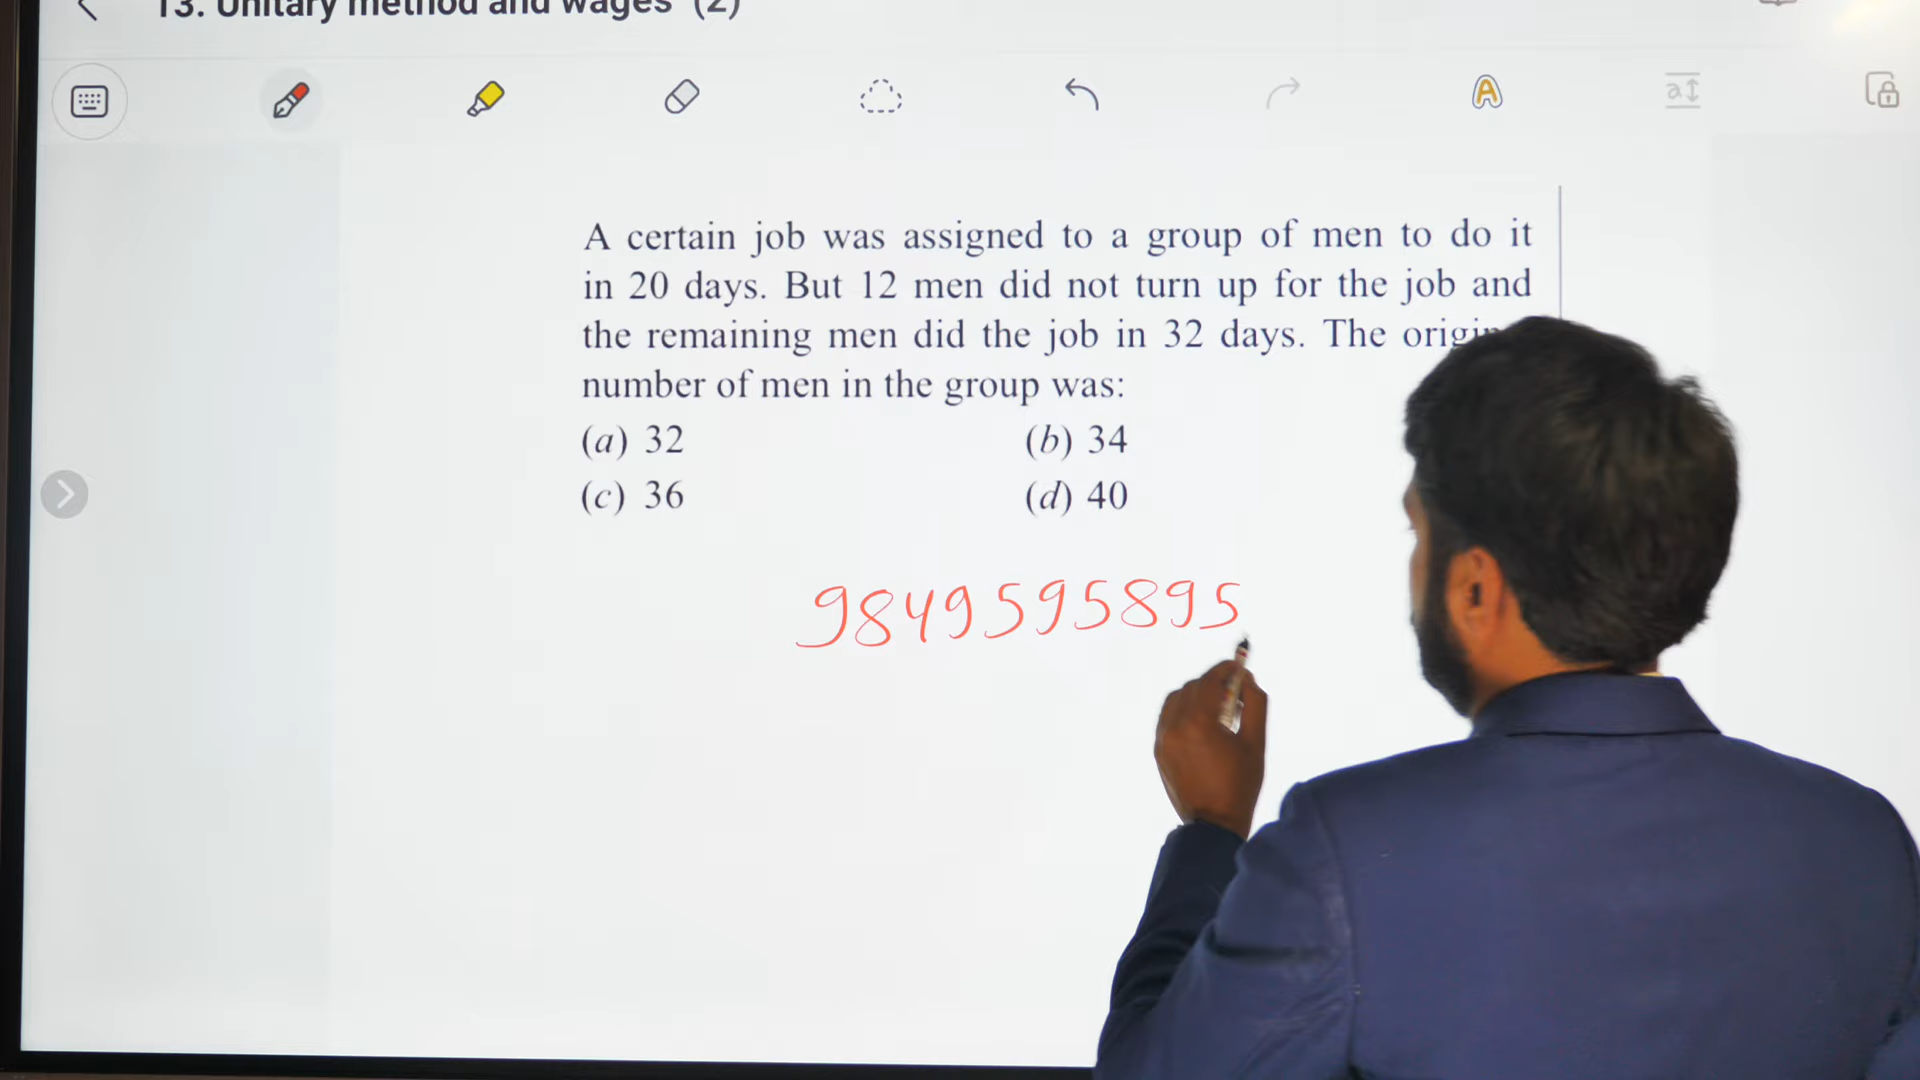 13. Unitary method and wages (2)
A certain job was assigned to a group of men to do it
in 20 days. But 12 men did not turn up for the job and
the remaining men did the job in 32 days. The
number of men in the group was:
(a) 32 (b) 34
(c) 36 (d) 40
9849595895